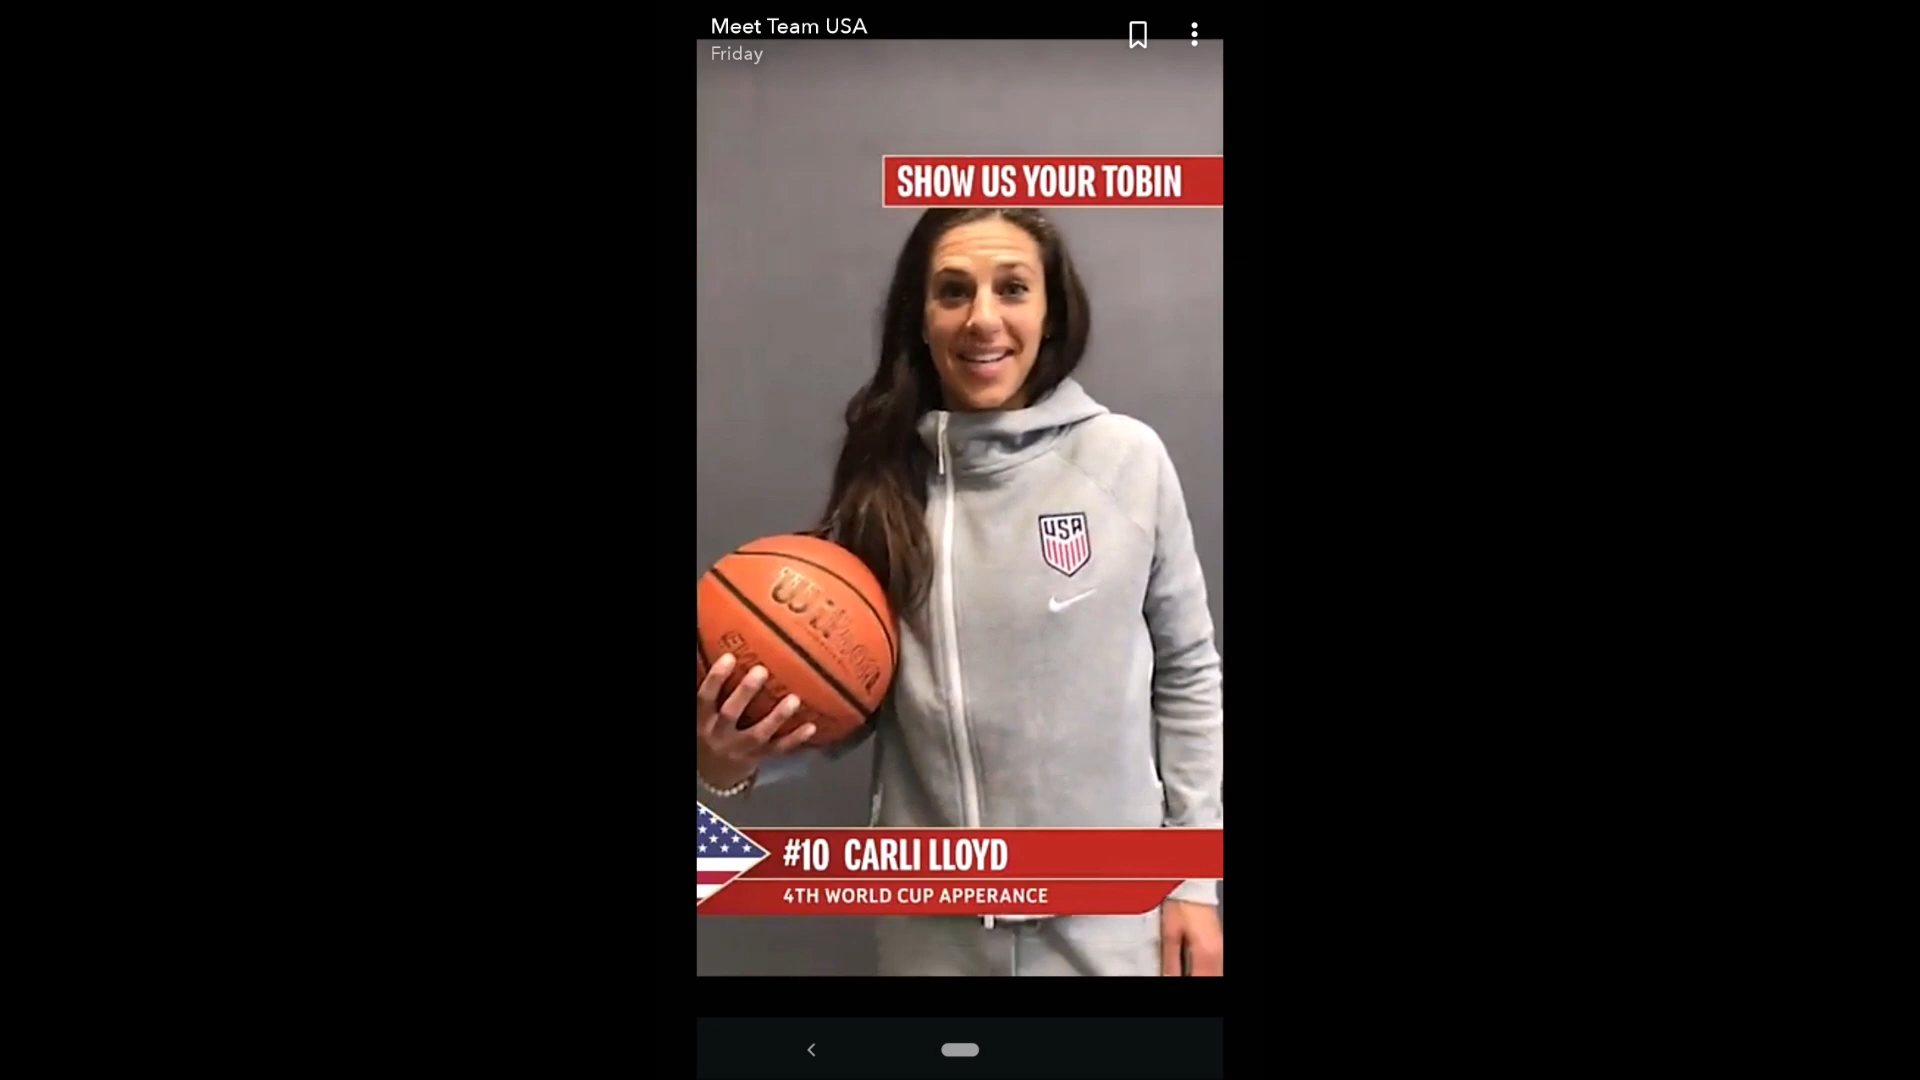 Meet Team USA
Friday
SHOW US YOUR TOBIN
USA
Wilson
#10 CARLI LLOYD
4TH WORLD CUP APPERANCE